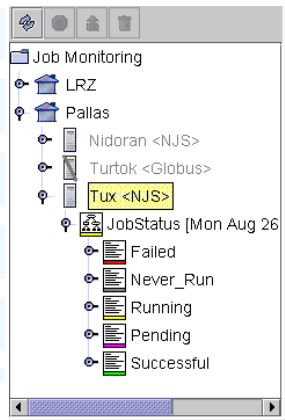 Job Monitoring
LRZ
Pallas
Nidoran <NJS>
Turtok <Globus>
Tux <NJS>
JobStatus [Mon Aug 26
Failed
Never_Run
Running
Pending
Successful